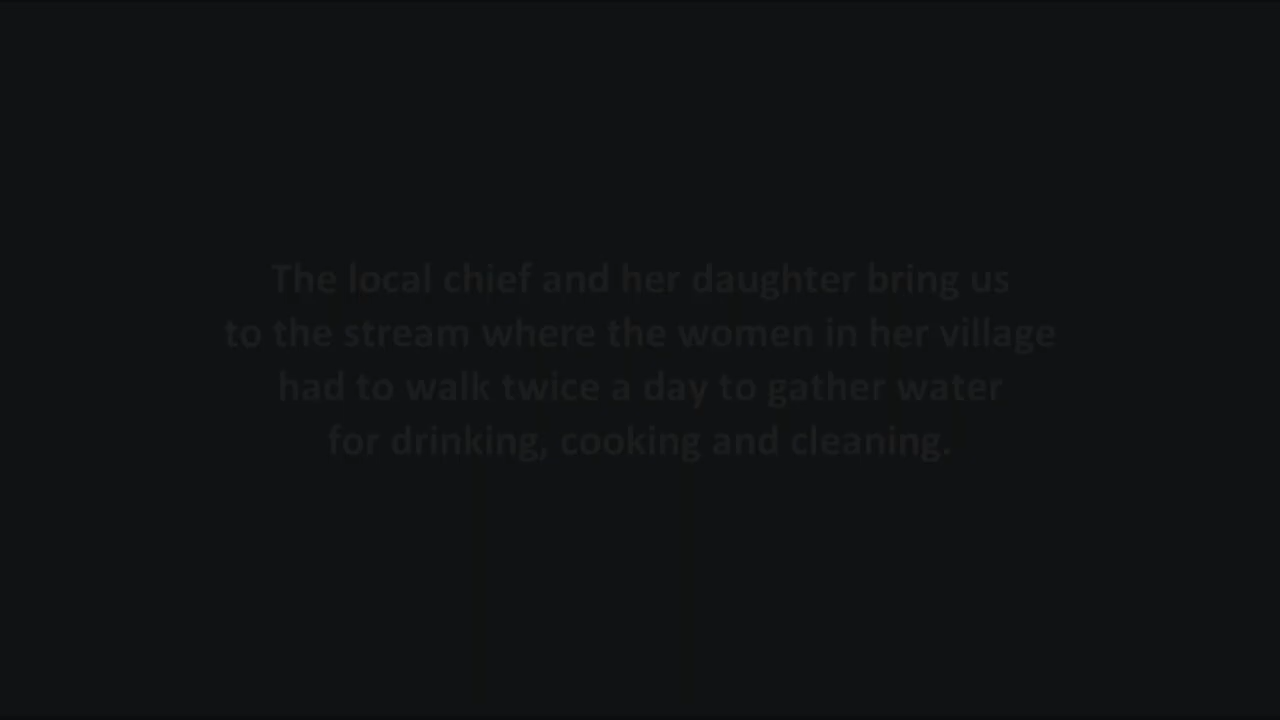 The local chief and her daughter bring us
to the stream where the women in her village
had to walk twice a day to gather water
for drinking, cooking and cleaning.